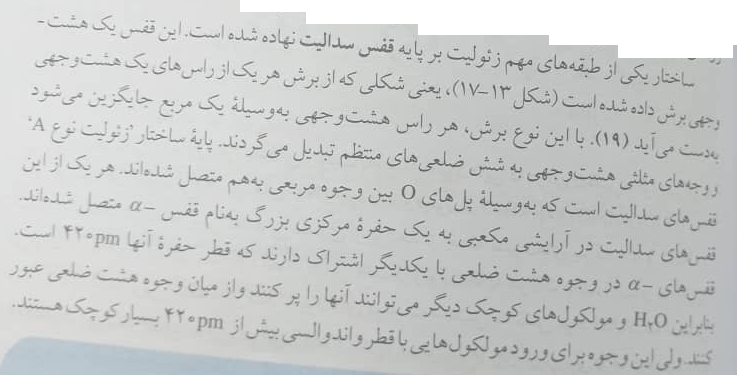 ساختار یکی از طبقه‌های مهم زئولیت بر پایه قفس سدالیت نهاده شده است. این قفس یک هشت-
وجهی برش داده شده است (شکل ۱۳-۱۷)، یعنی شکلی که از برش هر یک از راس‌های یک هشت‌وجهی
به‌دست می‌آید (۱۹). با این نوع برش، هر راس هشت‌وجهی به‌وسیلهٔ یک مربع جایگزین می‌شود
و وجه‌های مثلثی هشت‌وجهی به شش ضلعی‌های منتظم تبدیل می‌گردند. پایهٔ ساختار 'زئولیت نوع A'
قفس‌های سدالیت است که به‌وسیلهٔ پل‌های O بین وجوه مربعی به‌هم متصل شده‌اند. هر یک از این
قفس‌های سدالیت در آرایشی مکعبی به یک حفرهٔ مرکزی بزرگ به‌نام قفس -α متصل شده‌اند.
قفس‌های -α در وجوه هشت ضلعی با یکدیگر اشتراک دارند که قطر حفرهٔ آنها ۴۲۰pm است.
بنابراین H₂O و مولکول‌های کوچک دیگر می‌توانند آنها را پر کنند واز میان وجوه هشت ضلعی عبور
کنند. ولی این وجوه برای ورود مولکول‌هایی با قطر واندوالسی بیش از ۴۲۰pm بسیار کوچک هستند.